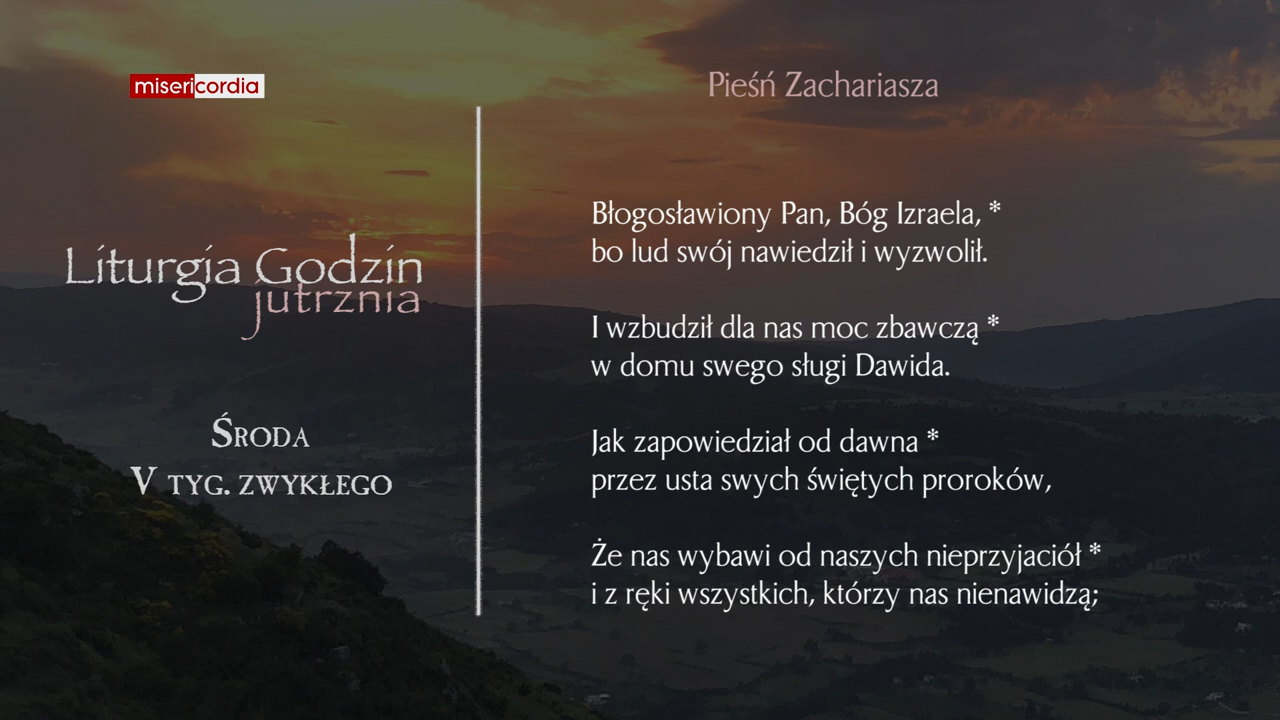 misericordia
Liturgia Godzin
jutrznia
Środa
V tyg. zwykłego
Pieśń Zachariasza
Błogosławiony Pan, Bóg Izraela, *
bo lud swój nawiedził i wyzwolił.
I wzbudził dla nas moc zbawczą *
w domu swego sługi Dawida.
Jak zapowiedział od dawna *
przez usta swych świętych proroków,
Że nas wybawi od naszych nieprzyjaciół *
i z ręki wszystkich, którzy nas nienawidzą;